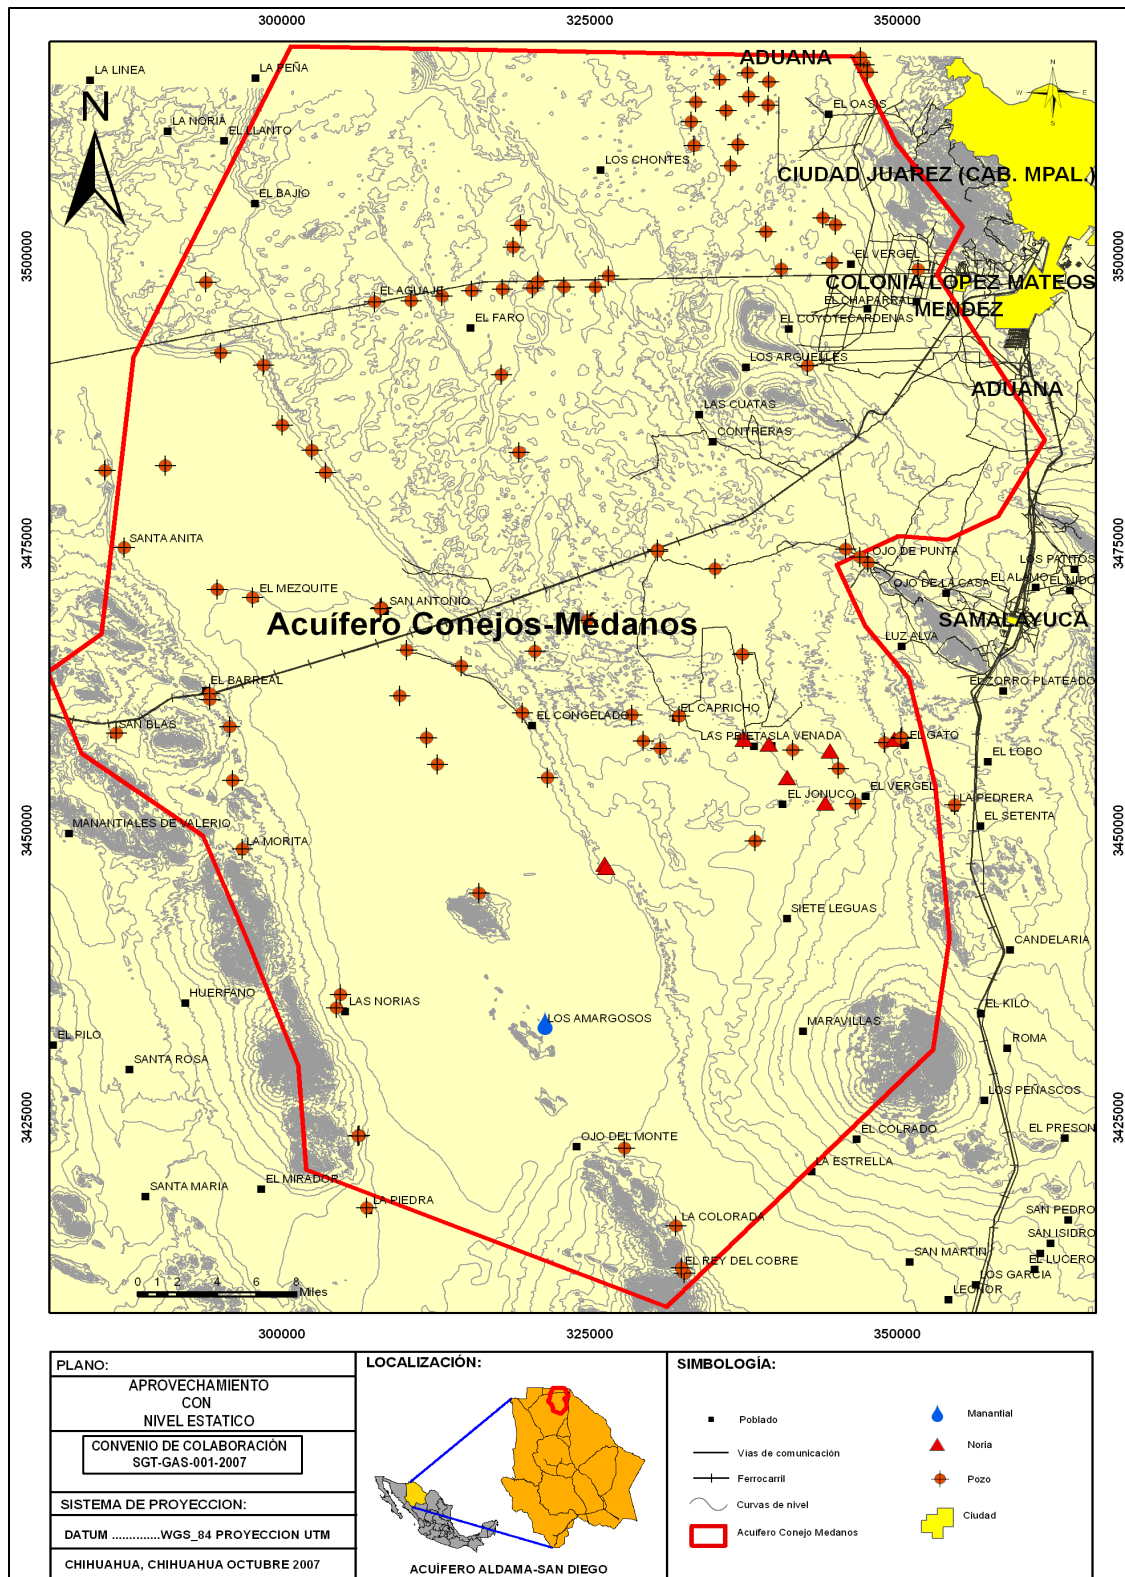 300000
325000
350000
ADUANA
LA LINEA
LA PEÑA
N
N
W
E
S
EL OASIS
LA NORIA
EL LLANTO
LOS CHONTES
CIUDAD JUAREZ (CAB. MPAL.)
EL BAJIO
3500000
3500000
EL VERGEL
COLONIA LOPEZ MATEOS
EL AGUAJE
EL CHAPARRAL
MENDEZ
EL FARO
EL COYOTECARDENAS
LOS ARGUELLES
ADUANA
LAS CUATAS
CONTRERAS
3475000
3475000
SANTA ANITA
OJO DE PUNTA
LOS PATITOS
OJO DE LA CASA
EL ALAMO
EL NIDO
EL MEZQUITE
SAN ANTONIO
Acuífero Conejos-Médanos
SAMALAYUCA
LUZ ALVA
EL BARREAL
EL ZORRO PLATEADO
SAN BLAS
EL CONGELADO
EL CAPRICHO
LAS PRIETAS
LA VENADA
EL GATO
EL LOBO
EL JONUCO
EL VERGEL
LA PEDRERA
EL SETENTA
MANANTIALES DE VALERIO
3450000
3450000
LA MORITA
SIETE LEGUAS
CANDELARIA
HUERFANO
LAS NORIAS
LOS AMARGOSOS
MARAVILLAS
EL KILO
EL PILO
ROMA
SANTA ROSA
LOS PEÑASCOS
3425000
3425000
OJO DEL MONTE
EL COLRADO
EL PRESON
LA ESTRELLA
SANTA MARIA
EL MIRADOR
LA PIEDRA
LA COLORADA
SAN PEDRO
SAN ISIDRO
EL REY DEL COBRE
SAN MARTIN
EL LUCERO
LOS GARCIA
LEONOR
0 1 2 4 6 8
Miles
300000
325000
350000
PLANO:
APROVECHAMIENTO
CON
NIVEL ESTATICO
CONVENIO DE COLABORACIÓN
SGT-GAS-001-2007
SISTEMA DE PROYECCION:
DATUM .............WGS_84 PROYECCION UTM
CHIHUAHUA, CHIHUAHUA OCTUBRE 2007
LOCALIZACIÓN:
ACUÍFERO ALDAMA-SAN DIEGO
SIMBOLOGÍA:
Poblado
Vías de comunicación
Ferrocarril
Curvas de nivel
Acuifero Conejo Medanos
Manantial
Noria
Pozo
Ciudad